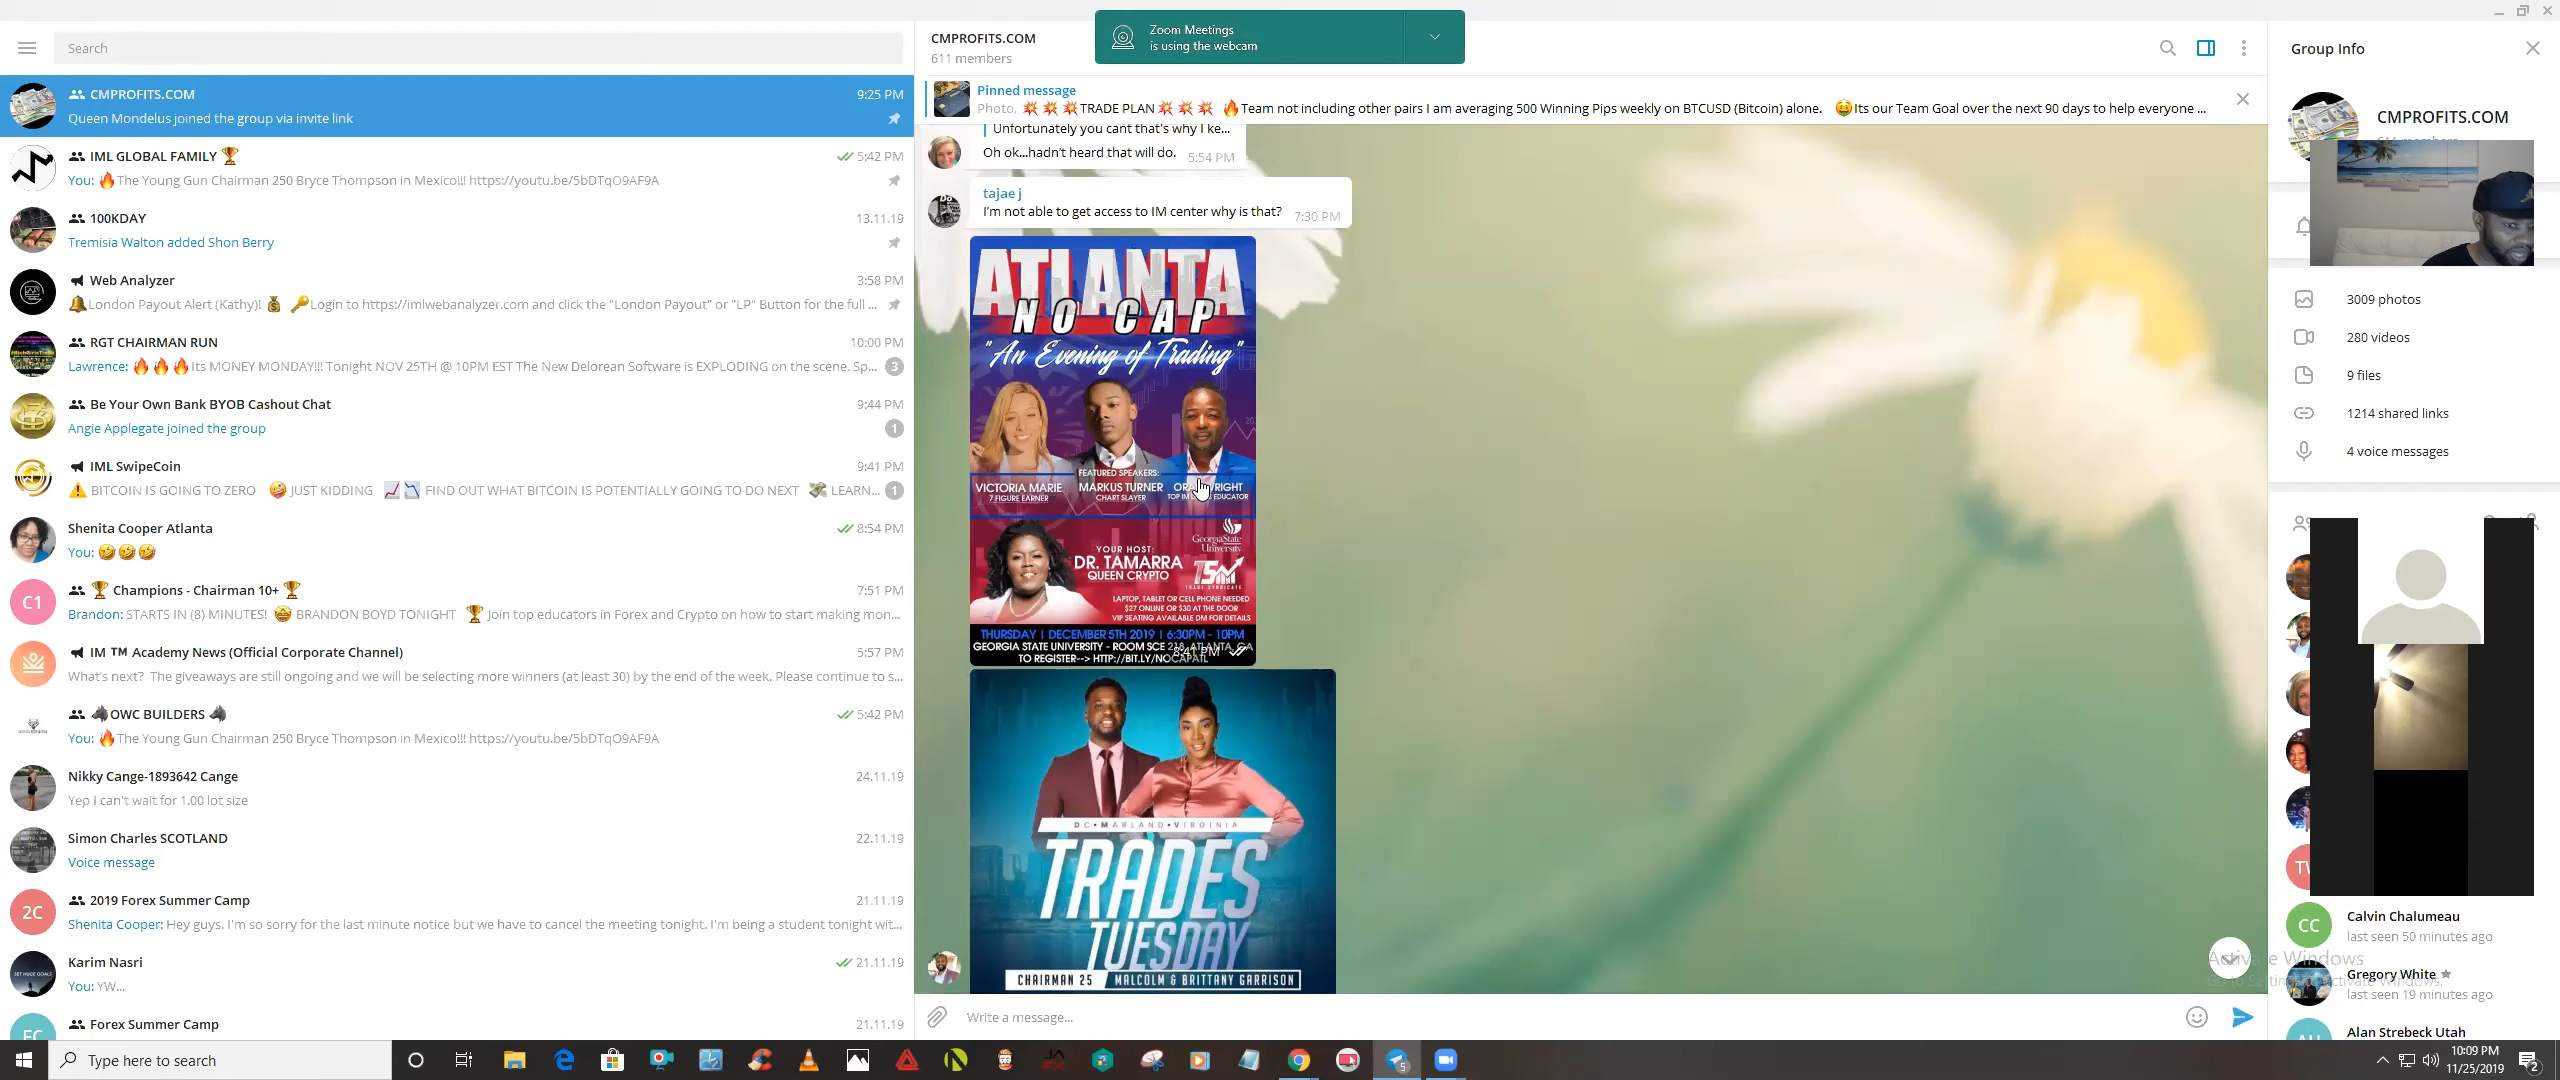 Search
CMPROFITS.COM
9:25 PM
Queen Mondelus joined the group via invite link
IML GLOBAL FAMILY 🏆
5:42 PM
You: 🔥The Young Gun Chairman 250 Bryce Thompson in Mexico!!! https://youtu.be/5bDTqO9AF9A
100KDAY
13.11.19
Tremisia Walton added Shon Berry
Web Analyzer
3:58 PM
🔔London Payout Alert (Kathy)! 💰 🔑Login to https://imlwebanalyzer.com and click the "London Payout" or "LP" Button for the full ...
RGT CHAIRMAN RUN
10:00 PM
Lawrence: 🔥🔥🔥Its MONEY MONDAY!!! Tonight NOV 25TH @ 10PM EST The New Delorean Software is EXPLODING on the scene. Sp...
3
Be Your Own Bank BYOB Cashout Chat
9:44 PM
Angie Applegate joined the group
1
IML SwipeCoin
9:41 PM
⚠️ BITCOIN IS GOING TO ZERO 🤪 JUST KIDDING 📈📉 FIND OUT WHAT BITCOIN IS POTENTIALLY GOING TO DO NEXT 💸 LEARN...
1
Shenita Cooper Atlanta
8:54 PM
You: 🤣🤣🤣
C1
🏆 Champions - Chairman 10+ 🏆
7:51 PM
Brandon: STARTS IN (8) MINUTES! 🤩 BRANDON BOYD TONIGHT 🏆 Join top educators in Forex and Crypto on how to start making mon...
IM ™ Academy News (Official Corporate Channel)
5:57 PM
What's next? The giveaways are still ongoing and we will be selecting more winners (at least 30) by the end of the week. Please continue to s...
🐴OWC BUILDERS 🐴
5:42 PM
You: 🔥The Young Gun Chairman 250 Bryce Thompson in Mexico!!! https://youtu.be/5bDTqO9AF9A
Nikky Cange-1893642 Cange
24.11.19
Yep I can't wait for 1.00 lot size
Simon Charles SCOTLAND
22.11.19
Voice message
2C
2019 Forex Summer Camp
21.11.19
Shenita Cooper: Hey guys. I'm so sorry for the last minute notice but we have to cancel the meeting tonight. I'm being a student tonight wit...
Karim Nasri
21.11.19
You: YW...
FC
Forex Summer Camp
21.11.19
CMPROFITS.COM
611 members
Zoom Meetings
is using the webcam
Pinned message
Photo, 💥💥💥TRADE PLAN💥💥💥 🔥Team not including other pairs I am averaging 500 Winning Pips weekly on BTCUSD (Bitcoin) alone. 🤑Its our Team Goal over the next 90 days to help everyone ...
Unfortunately you cant that's why I ke...
Oh ok...hadn't heard that will do.
5:54 PM
tajae j
I'm not able to get access to IM center why is that?
7:30 PM
ATLANTA
NO CAP
"An Evening of Trading"
FEATURED SPEAKERS:
VICTORIA MARIE
7 FIGURE EARNER
MARKUS TURNER
CHART SLAYER
WRIGHT
EDUCATOR
YOUR HOST:
DR. TAMARRA
QUEEN CRYPTO
GeorgiaState
University
TSM
TRADE SYNDICATE
LAPTOP, TABLET OR CELL PHONE NEEDED
$27 ONLINE OR $30 AT THE DOOR
VIP SEATING AVAILABLE DM FOR DETAILS
THURSDAY | DECEMBER 5TH 2019 | 6:30PM - 10PM
GEORGIA STATE UNIVERSITY - ROOM SCE ATLANTA, GA
TO REGISTER--> HTTP://BIT.LY/NOCAPATL
8:41 PM
DC•MARLAND•VIRGINIA
TRADES
TUESDAY
CHAIRMAN 25 | MALCOLM & BRITTANY GARRISON
Write a message...
Group Info
CMPROFITS.COM
3009 photos
280 videos
9 files
1214 shared links
4 voice messages
CC
Calvin Chalumeau
last seen 50 minutes ago
Gregory White
last seen 19 minutes ago
Alan Strebeck Utah
Activate Windows
Type here to search
5
10:09 PM
11/25/2019
2